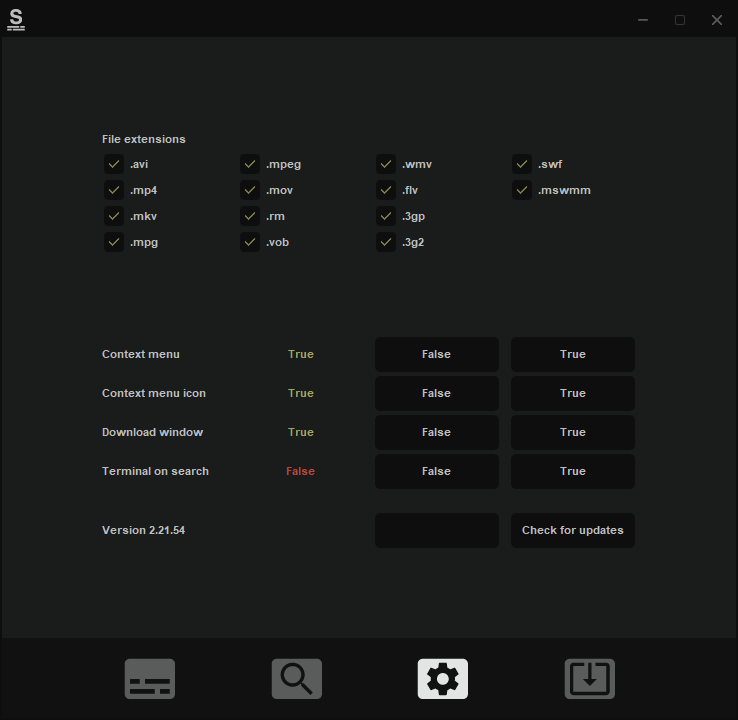 S
File extensions
.avi .mpeg .wmv .swf
.mp4 .mov .flv .mswmm
.mkv .rm .3gp
.mpg .vob .3g2
Context menu True False True
Context menu icon True False True
Download window True False True
Terminal on search False False True
Version 2.21.54 Check for updates